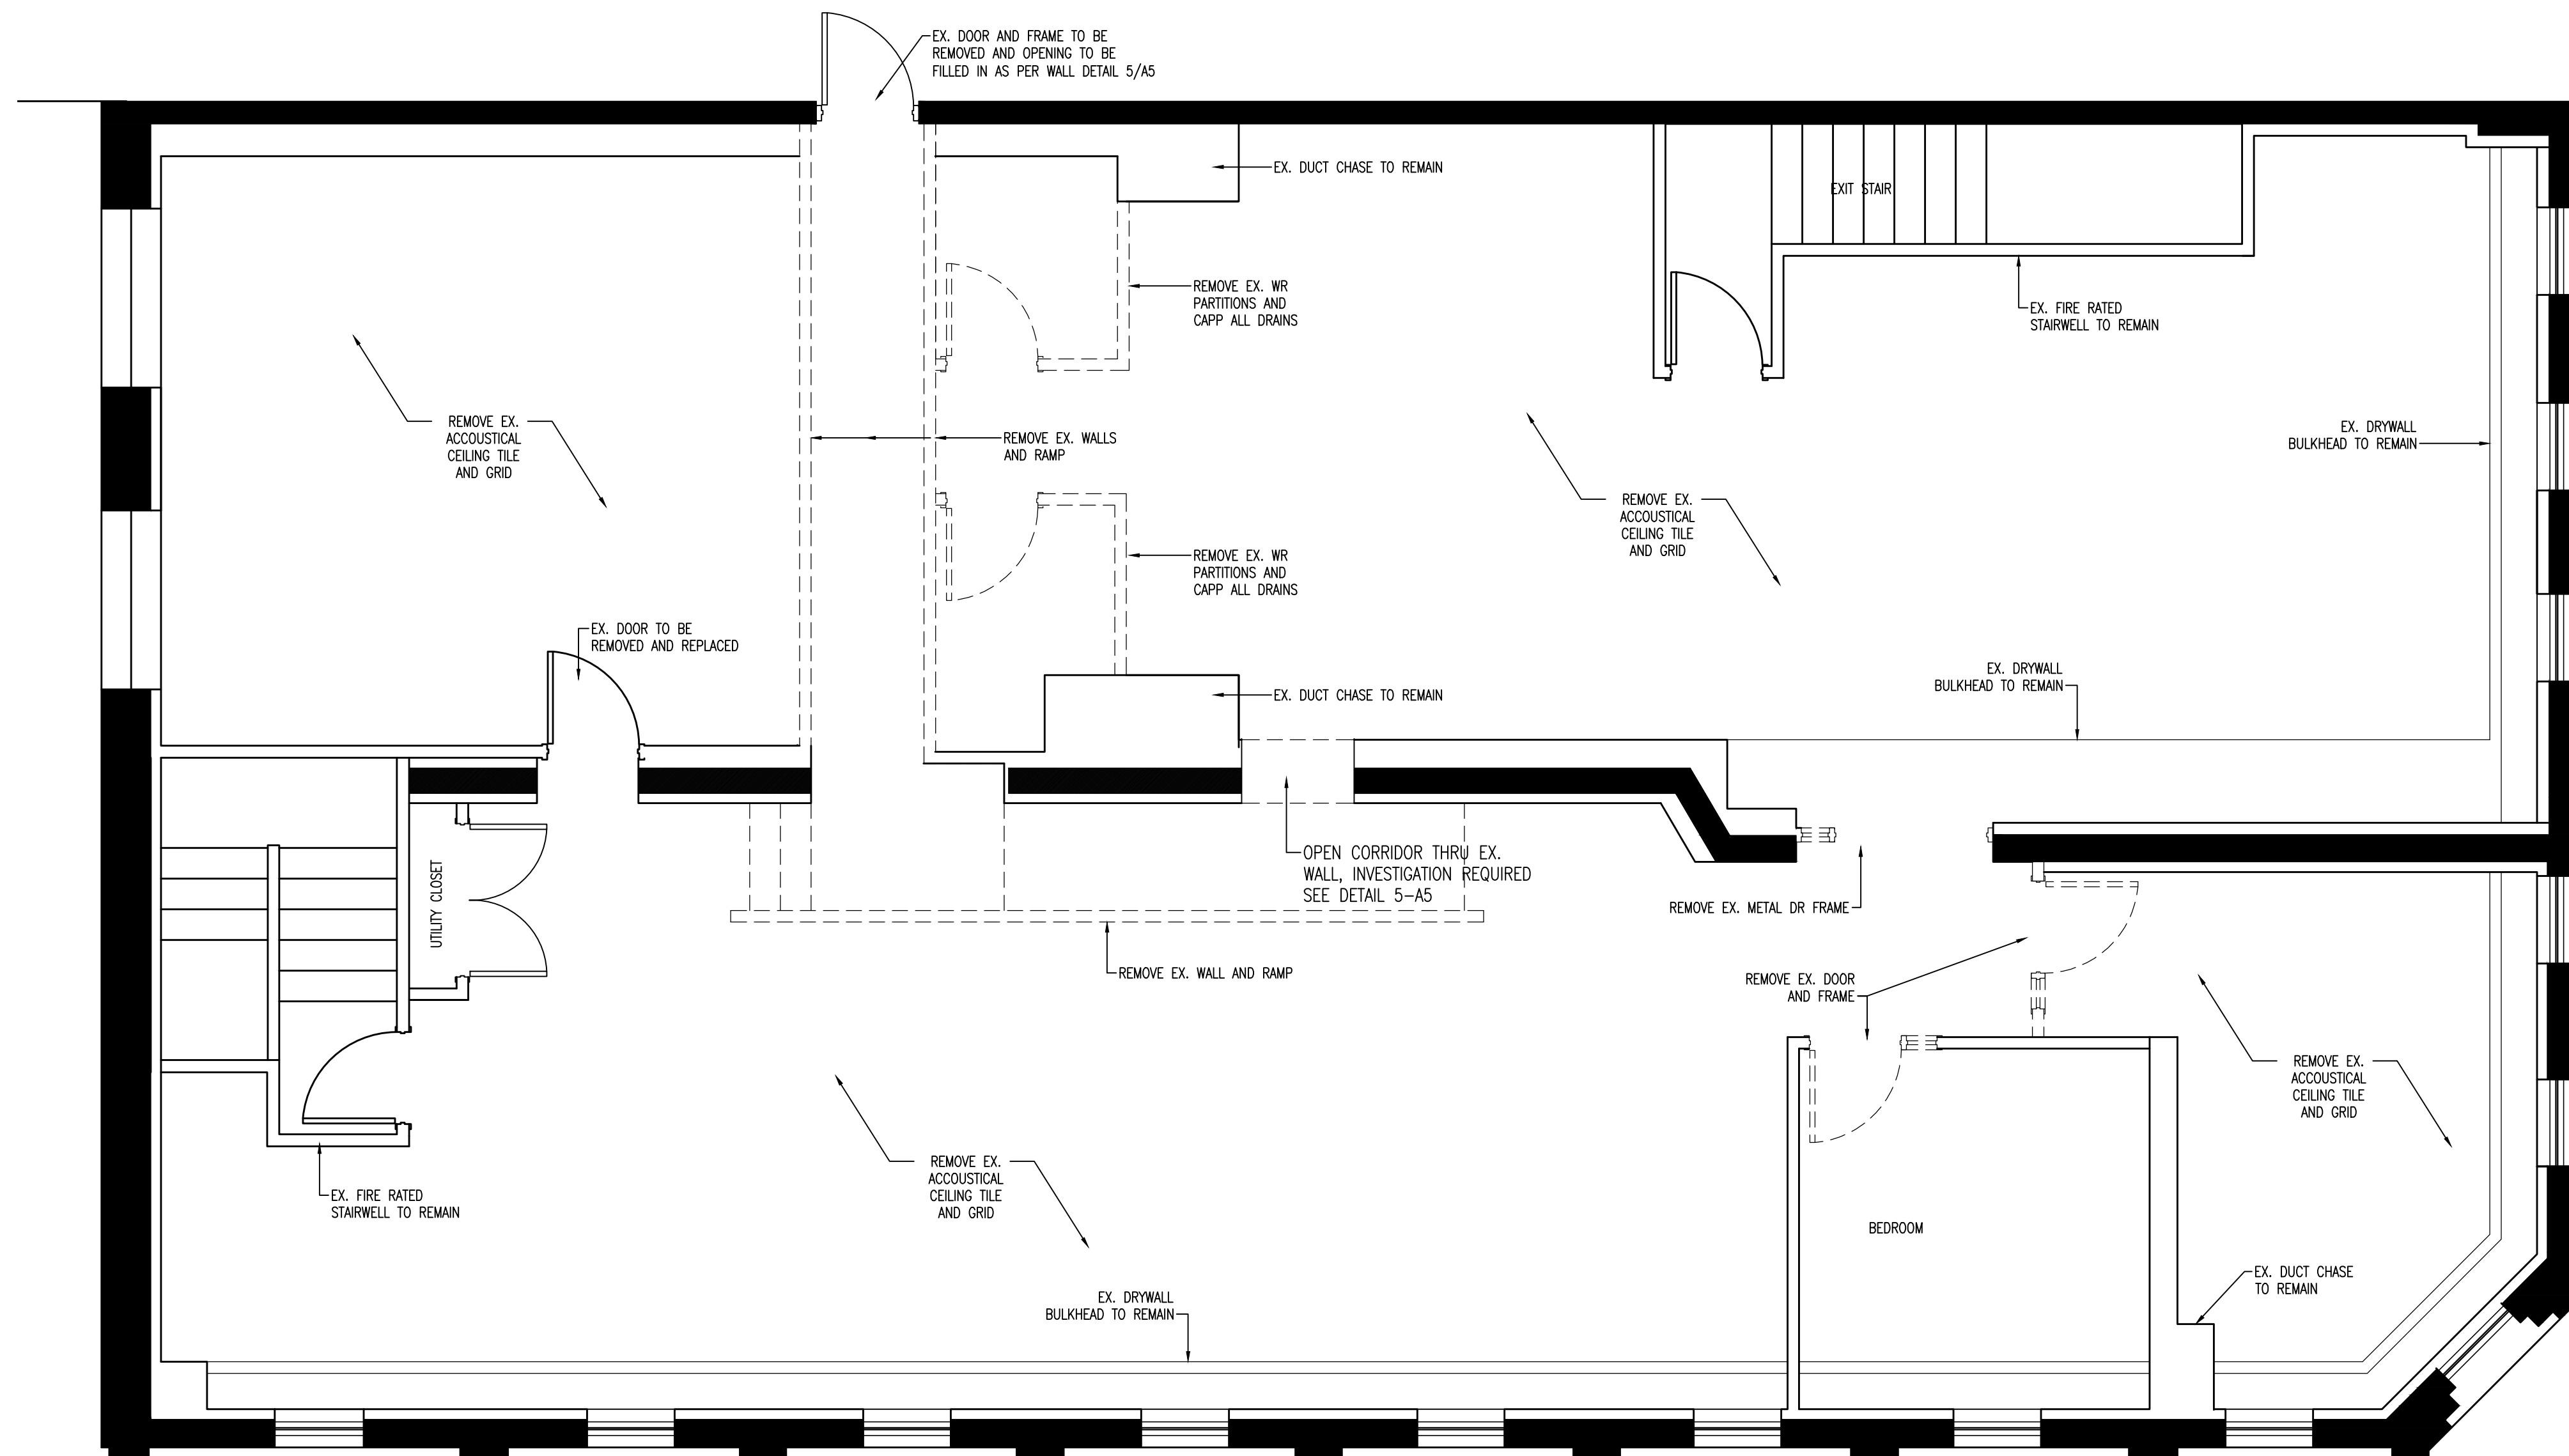 EX. DOOR AND FRAME TO BE
REMOVED AND OPENING TO BE
FILLED IN AS PER WALL DETAIL 5/A5
EX. DUCT CHASE TO REMAIN
EXIT STAIR
REMOVE EX. WR
PARTITIONS AND
CAPP ALL DRAINS
EX. FIRE RATED
STAIRWELL TO REMAIN
REMOVE EX.
ACCOUSTICAL
CEILING TILE
AND GRID
REMOVE EX. WALLS
AND RAMP
EX. DRYWALL
BULKHEAD TO REMAIN
REMOVE EX.
ACCOUSTICAL
CEILING TILE
AND GRID
REMOVE EX. WR
PARTITIONS AND
CAPP ALL DRAINS
EX. DOOR TO BE
REMOVED AND REPLACED
EX. DUCT CHASE TO REMAIN
EX. DRYWALL
BULKHEAD TO REMAIN
UTILITY CLOSET
OPEN CORRIDOR THRU EX.
WALL, INVESTIGATION REQUIRED
SEE DETAIL 5-A5
REMOVE EX. METAL DR FRAME
REMOVE EX. WALL AND RAMP
REMOVE EX. DOOR
AND FRAME
REMOVE EX.
ACCOUSTICAL
CEILING TILE
AND GRID
EX. FIRE RATED
STAIRWELL TO REMAIN
REMOVE EX.
ACCOUSTICAL
CEILING TILE
AND GRID
BEDROOM
EX. DUCT CHASE
TO REMAIN
EX. DRYWALL
BULKHEAD TO REMAIN